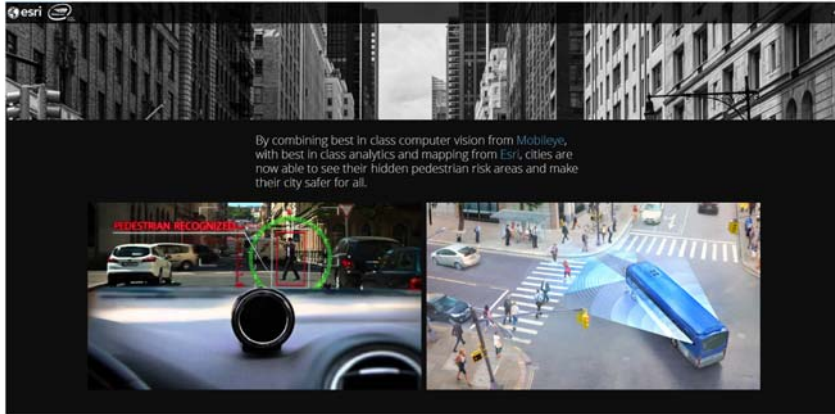 esri
By combining best in class computer vision from Mobileye,
with best in class analytics and mapping from Esri, cities are
now able to see their hidden pedestrian risk areas and make
their city safer for all.
PEDESTRIAN RECOGNIZED